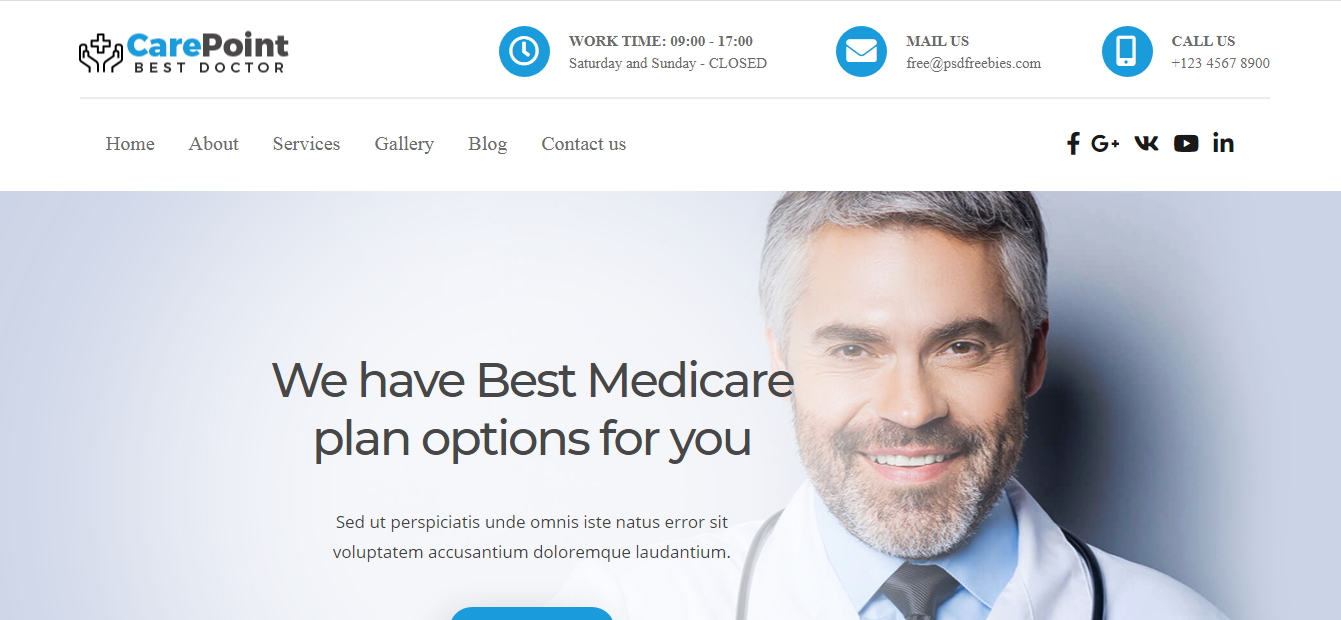 CarePoint
BEST DOCTOR
WORK TIME: 09:00 - 17:00
Saturday and Sunday - CLOSED
MAIL US
free@psdfreebies.com
CALL US
+123 4567 8900
Home About Services Gallery Blog Contact us
We have Best Medicare
plan options for you
Sed ut perspiciatis unde omnis iste natus error sit
voluptatem accusantium doloremque laudantium.